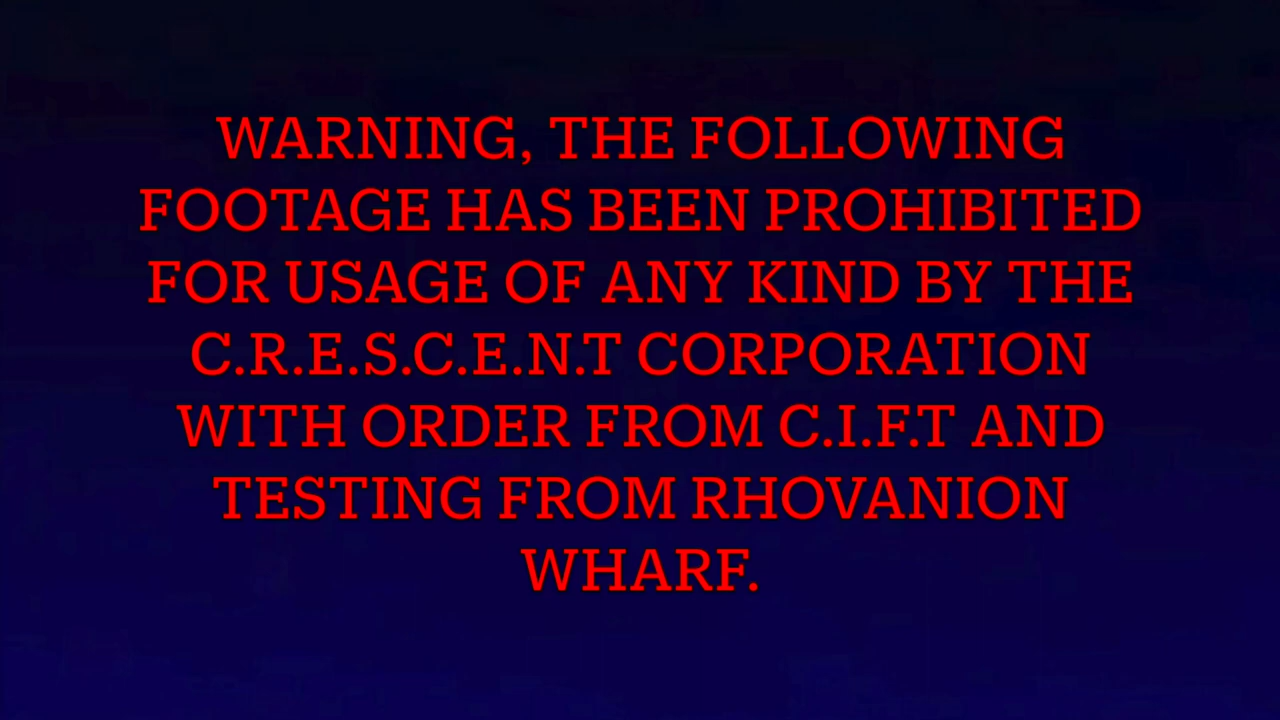 WARNING, THE FOLLOWING
FOOTAGE HAS BEEN PROHIBITED
FOR USAGE OF ANY KIND BY THE
C.R.E.S.C.E.N.T CORPORATION
WITH ORDER FROM C.I.F.T AND
TESTING FROM RHOVANION
WHARF.